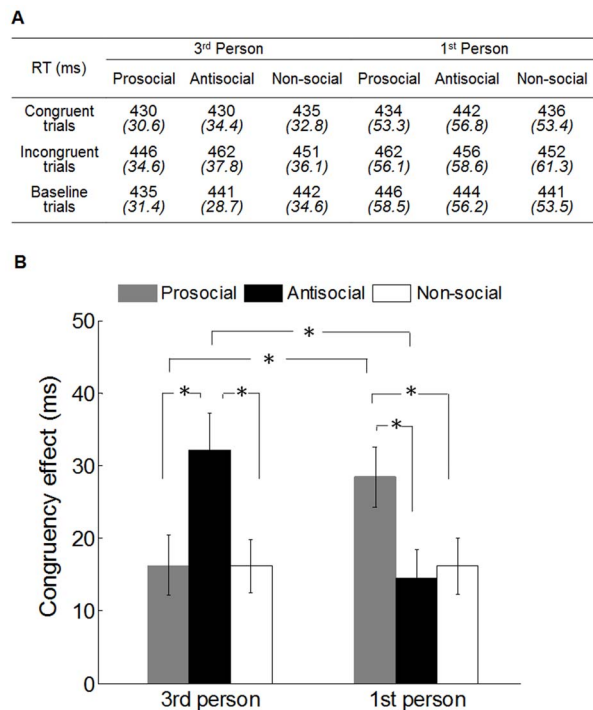 A
3rd Person 1st Person
RT (ms) Prosocial Antisocial Non-social Prosocial Antisocial Non-social
Congruent trials 430 430 435 434 442 436
(30.6) (34.4) (32.8) (53.3) (56.8) (53.4)
Incongruent trials 446 462 451 462 456 452
(34.6) (37.8) (36.1) (56.1) (58.6) (61.3)
Baseline trials 435 441 442 446 444 441
(31.4) (28.7) (34.6) (58.5) (56.2) (53.5)
B
Prosocial Antisocial Non-social
50
40
30
20
10
0
Congruency effect (ms)
*
*
* * *
*
3rd person 1st person